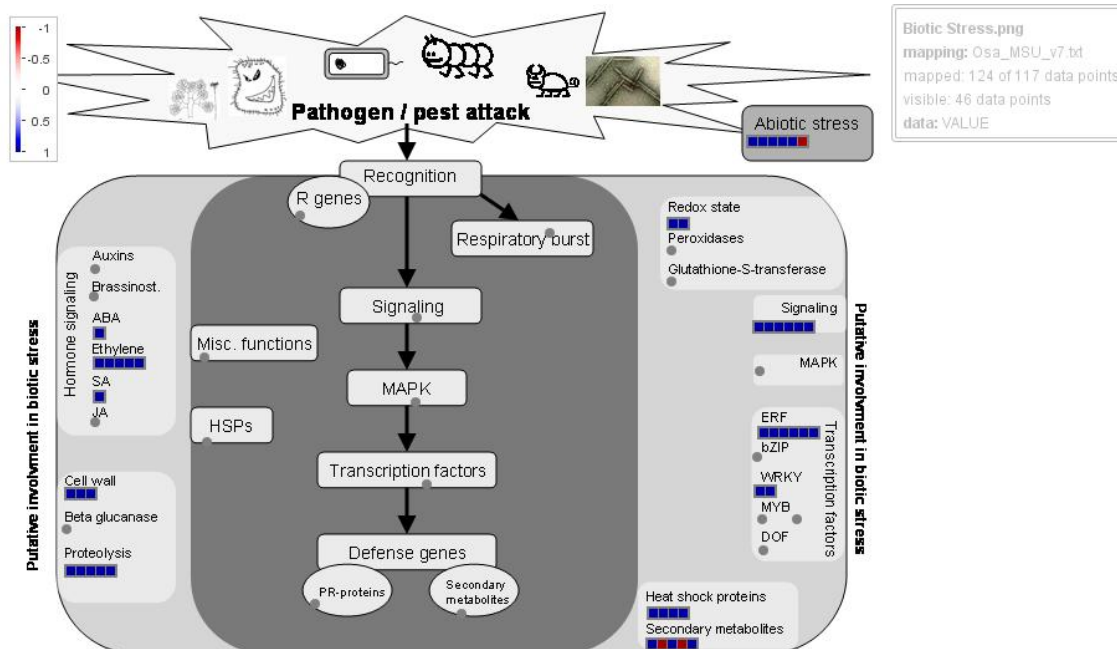 -1
-0.5
0
0.5
1
Pathogen / pest attack
Biotic Stress.png
mapping: Osa_MSU_v7.txt
mapped: 124 of 117 data points
visible: 46 data points
data: VALUE
Abiotic stress
Recognition
R genes
Respiratory burst
Redox state
Peroxidases
Glutathione-S-transferase
Putative involvment in biotic stress
Hormone signaling
Auxins
Brassinost.
ABA
Ethylene
SA
JA
Signaling
Misc. functions
MAPK
HSPs
Transcription factors
Signaling
MAPK
ERF
bZIP
WRKY
MYB
DOF
Transcription factors
Putative involvment in biotic stress
Cell wall
Beta glucanase
Proteolysis
Defense genes
PR-proteins
Secondary
metabolites
Heat shock proteins
Secondary metabolites